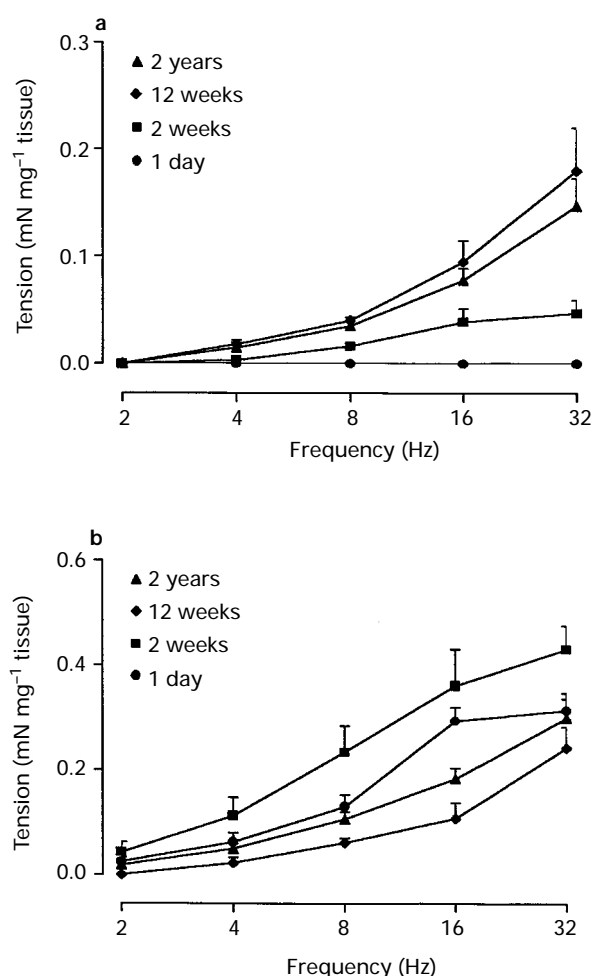 a
0.3
▲ 2 years
◆ 12 weeks
■ 2 weeks
● 1 day
0.2
0.1
0.0
Tension (mN mg⁻¹ tissue)
2 4 8 16 32
Frequency (Hz)
b
0.6
▲ 2 years
◆ 12 weeks
■ 2 weeks
● 1 day
0.4
0.2
0.0
Tension (mN mg⁻¹ tissue)
2 4 8 16 32
Frequency (Hz)